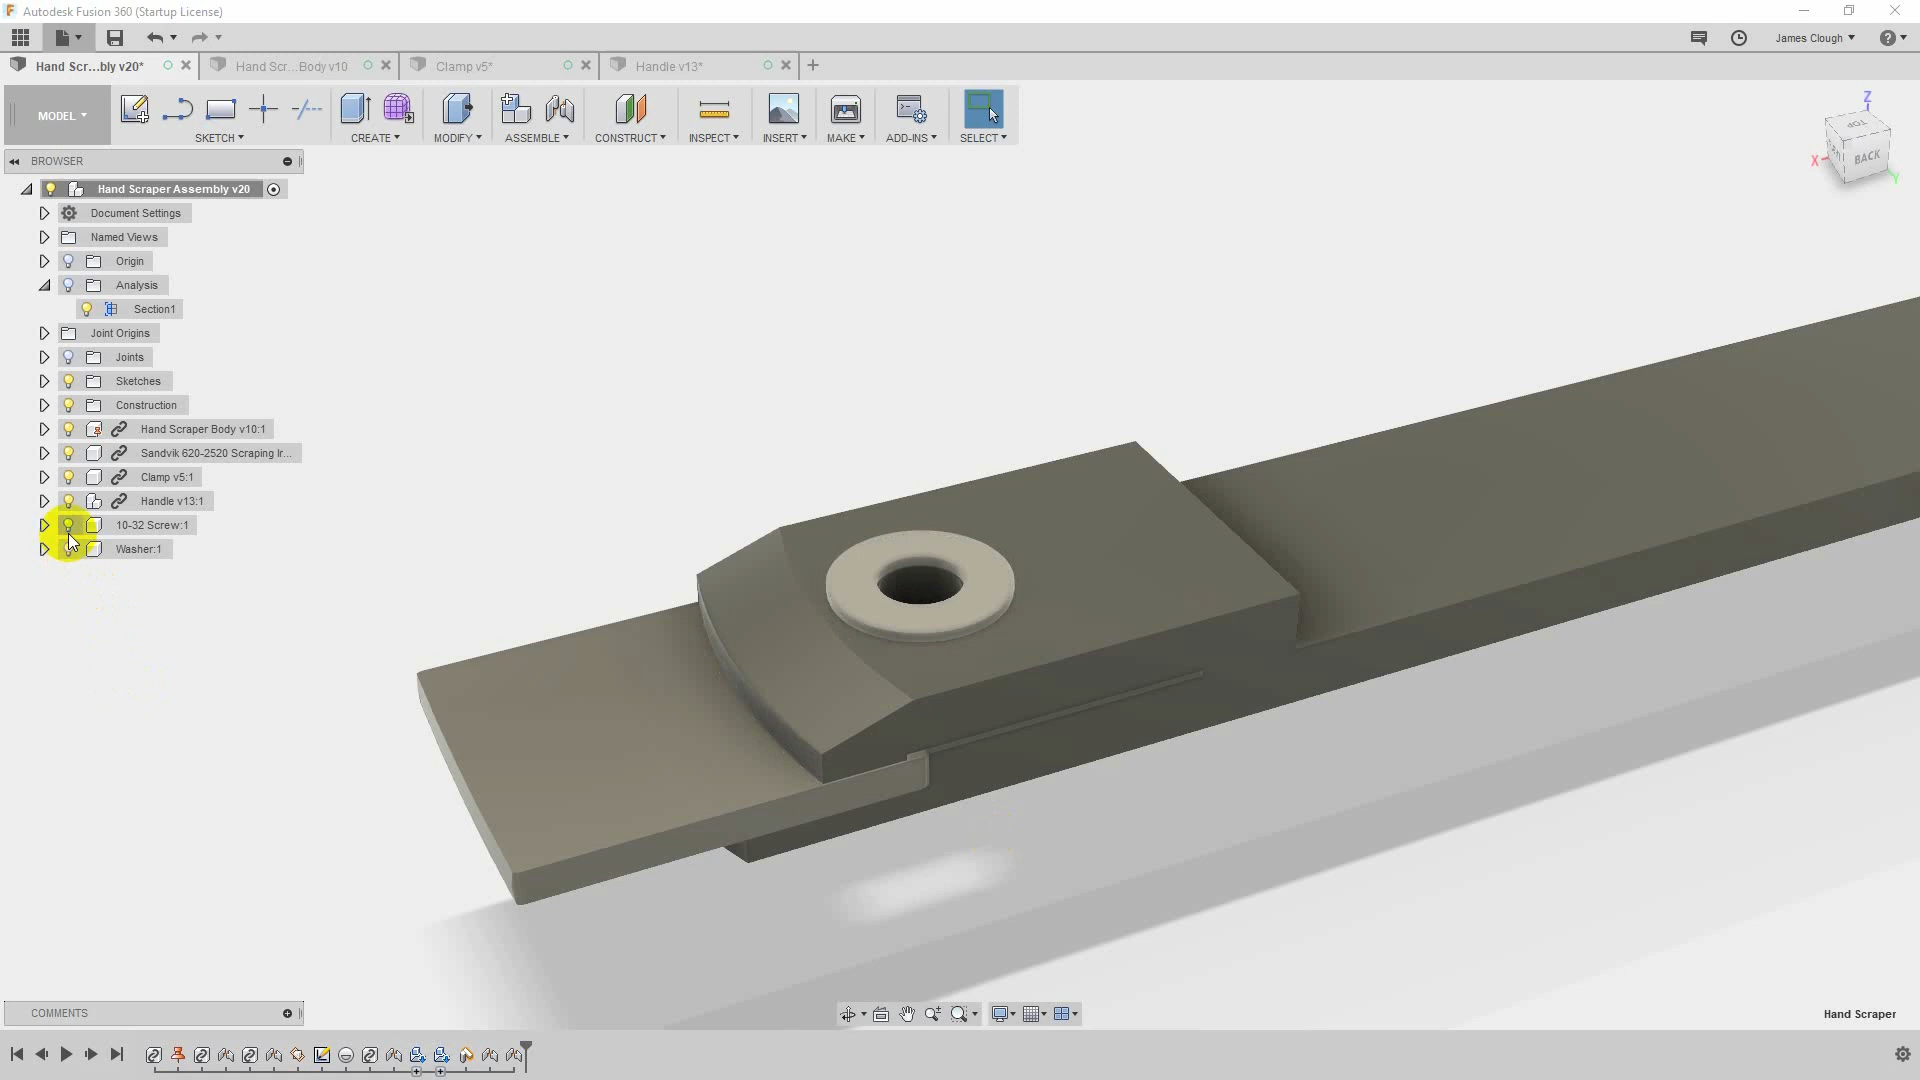 Autodesk Fusion 360 (Startup License)
James Clough
Hand Scr...bly v20*
Hand Scr...Body v10
Clamp v5*
Handle v13*
MODEL
SKETCH
CREATE
MODIFY
ASSEMBLE
CONSTRUCT
INSPECT
INSERT
MAKE
ADD-INS
SELECT
Z
TOP
BACK
X
Y
BROWSER
Hand Scraper Assembly v20
Document Settings
Named Views
Origin
Analysis
Section1
Joint Origins
Joints
Sketches
Construction
Hand Scraper Body v10:1
Sandvik 620-2520 Scraping Ir...
Clamp v5:1
Handle v13:1
10-32 Screw:1
Washer:1
COMMENTS
Hand Scraper